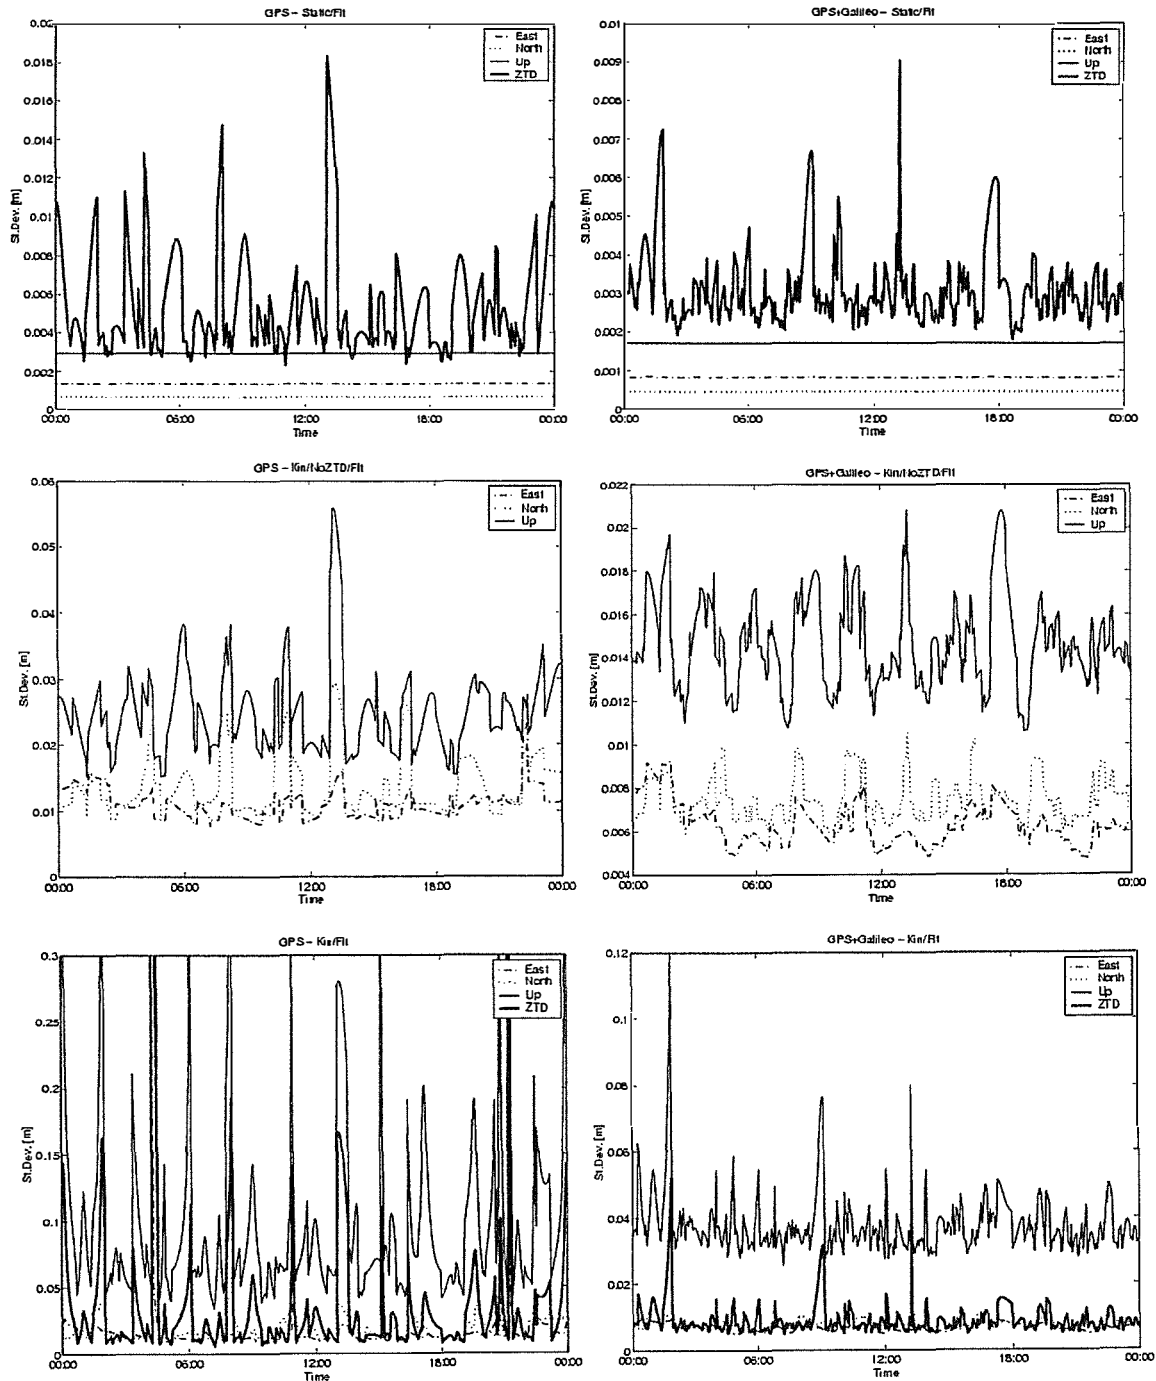 GPS – Static/Flt
0.02
0.018
0.016
0.014
0.012
0.01
0.008
0.006
0.004
0.002
0
St.Dev. [m]
East
North
Up
ZTD
00:00 06:00 12:00 18:00 00:00
Time
GPS+Galileo – Static/Flt
0.01
0.009
0.008
0.007
0.006
0.005
0.004
0.003
0.002
0.001
0
St.Dev. [m]
East
North
Up
ZTD
00:00 06:00 12:00 18:00 00:00
Time
GPS – Kin/NoZTD/Flt
0.06
0.05
0.04
0.03
0.02
0.01
0
St.Dev. [m]
East
North
Up
00:00 06:00 12:00 18:00 00:00
Time
GPS+Galileo – Kin/NoZTD/Flt
0.022
0.02
0.018
0.016
0.014
0.012
0.01
0.008
0.006
0.004
St.Dev. [m]
East
North
Up
00:00 06:00 12:00 18:00 00:00
Time
GPS – Kin/Flt
0.3
0.25
0.2
0.15
0.1
0.05
0
St.Dev. [m]
East
North
Up
ZTD
00:00 06:00 12:00 18:00 00:00
Time
GPS+Galileo – Kin/Flt
0.12
0.1
0.08
0.06
0.04
0.02
0
St.Dev. [m]
East
North
Up
ZTD
00:00 06:00 12:00 18:00 00:00
Time